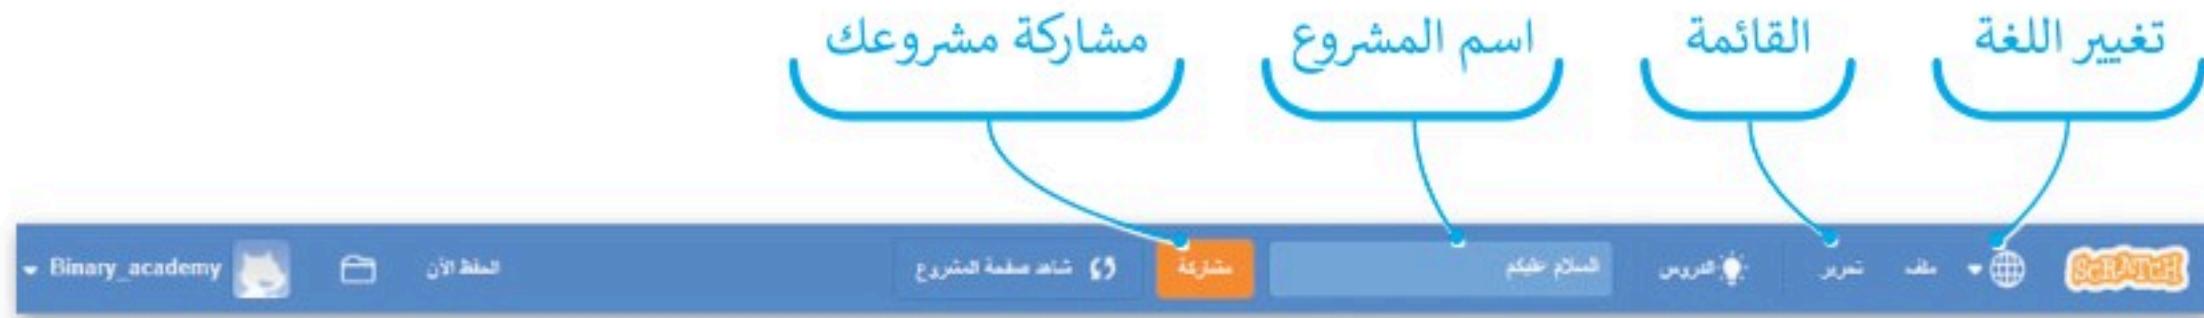 تغيير اللغة
القائمة
اسم المشروع
مشاركة مشروعك
SCRATCH
ملف
تحرير
الدروس
السلام عليكم
مشاركة
شاهد صفحة المشروع
احفظ الآن
Binary_academy